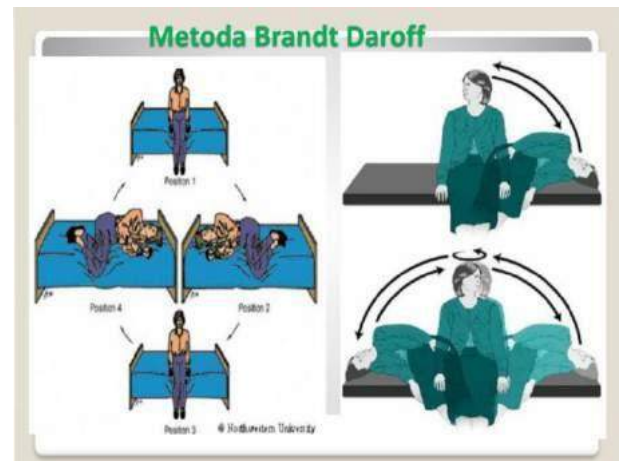 Metoda Brandt Daroff
Position 1
Position 4
Position 2
Position 3
© Northwestern University